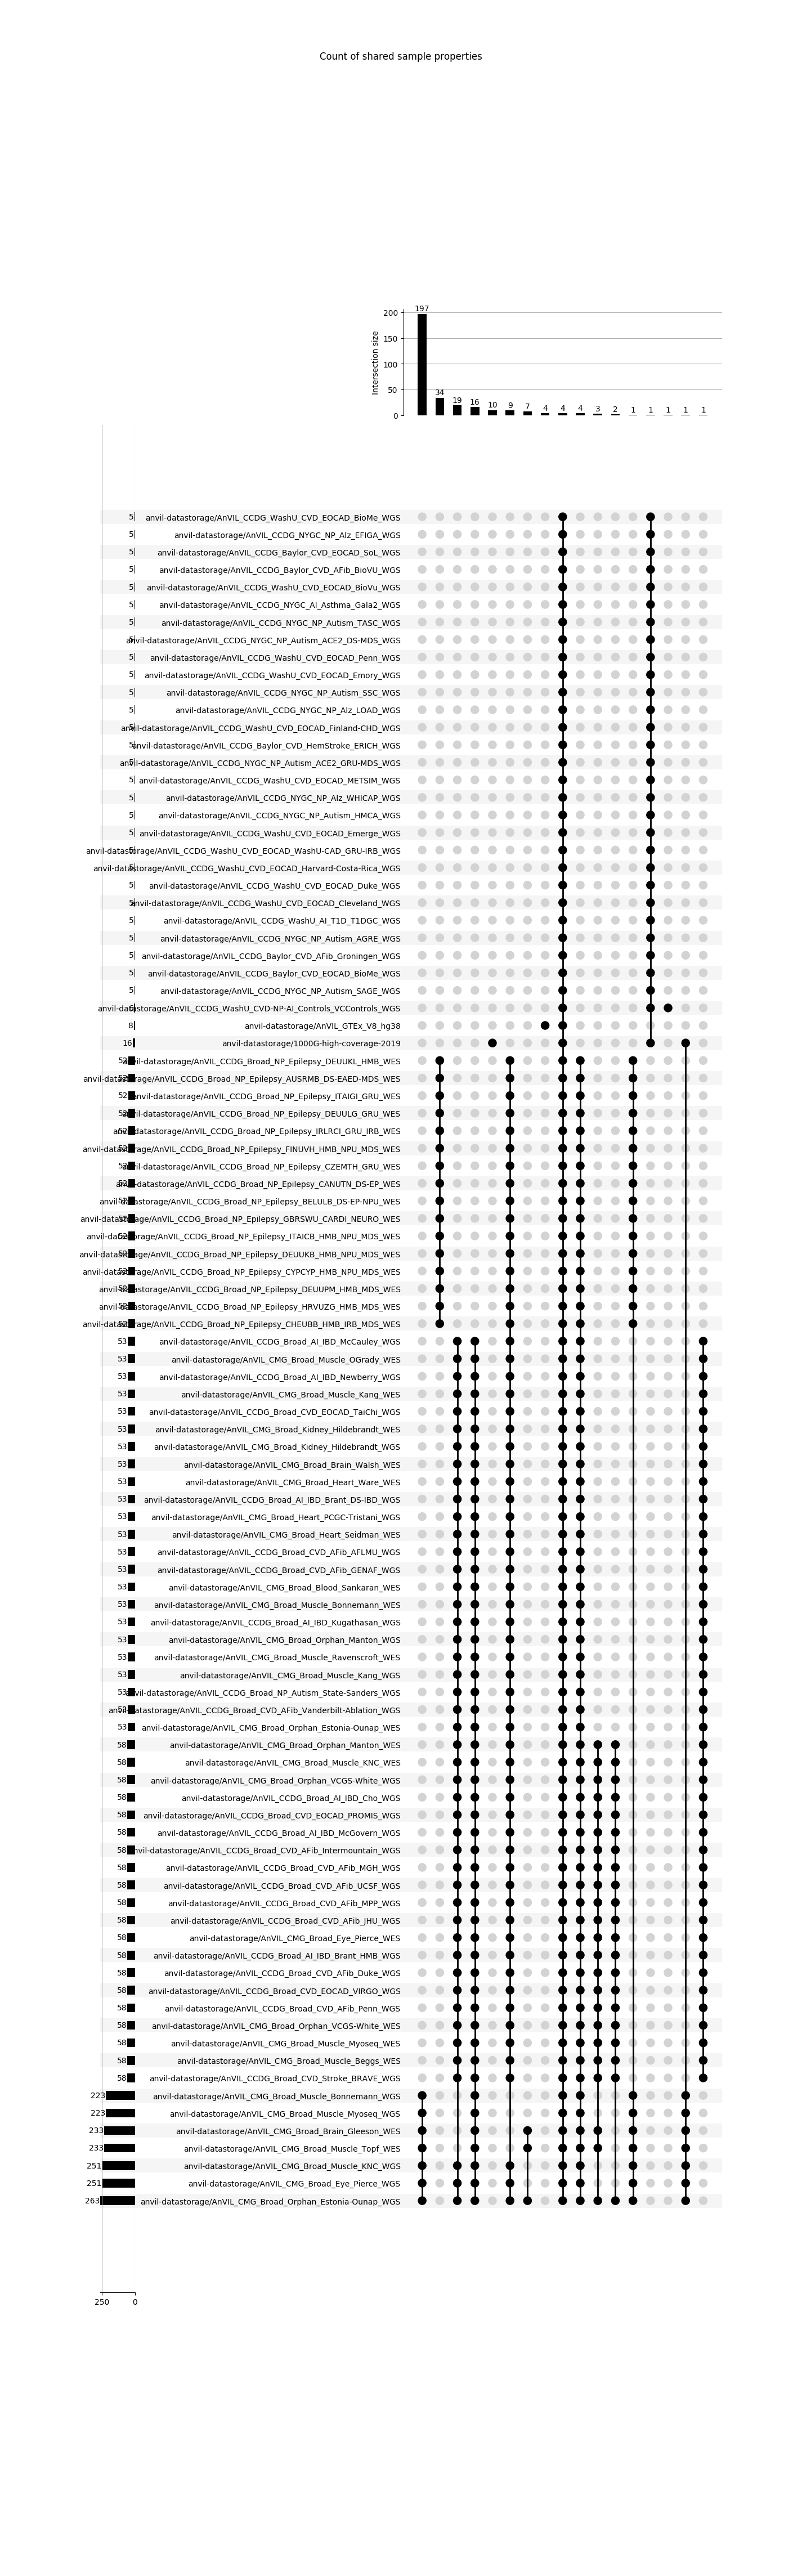 Count of shared sample properties
197
200
150
100
50
0
Intersection size
34
19
16
10
9
7
4
4
4
3
2
1
1
1
1
1
5 anvil-datastorage/AnVIL_CCDG_WashU_CVD_EOCAD_BioMe_WGS
5 anvil-datastorage/AnVIL_CCDG_NYGC_NP_Alz_EFIGA_WGS
5 anvil-datastorage/AnVIL_CCDG_Baylor_CVD_EOCAD_SoL_WGS
5 anvil-datastorage/AnVIL_CCDG_Baylor_CVD_AFib_BioVU_WGS
5 anvil-datastorage/AnVIL_CCDG_WashU_CVD_EOCAD_BioVu_WGS
5 anvil-datastorage/AnVIL_CCDG_NYGC_AI_Asthma_Gala2_WGS
5 anvil-datastorage/AnVIL_CCDG_NYGC_NP_Autism_TASC_WGS
5 anvil-datastorage/AnVIL_CCDG_NYGC_NP_Autism_ACE2_DS-MDS_WGS
5 anvil-datastorage/AnVIL_CCDG_WashU_CVD_EOCAD_Penn_WGS
5 anvil-datastorage/AnVIL_CCDG_WashU_CVD_EOCAD_Emory_WGS
5 anvil-datastorage/AnVIL_CCDG_NYGC_NP_Autism_SSC_WGS
5 anvil-datastorage/AnVIL_CCDG_NYGC_NP_Alz_LOAD_WGS
5 anvil-datastorage/AnVIL_CCDG_WashU_CVD_EOCAD_Finland-CHD_WGS
5 anvil-datastorage/AnVIL_CCDG_Baylor_CVD_HemStroke_ERICH_WGS
5 anvil-datastorage/AnVIL_CCDG_NYGC_NP_Autism_ACE2_GRU-MDS_WGS
5 anvil-datastorage/AnVIL_CCDG_WashU_CVD_EOCAD_METSIM_WGS
5 anvil-datastorage/AnVIL_CCDG_NYGC_NP_Alz_WHICAP_WGS
5 anvil-datastorage/AnVIL_CCDG_NYGC_NP_Autism_HMCA_WGS
5 anvil-datastorage/AnVIL_CCDG_WashU_CVD_EOCAD_Emerge_WGS
5 anvil-datastorage/AnVIL_CCDG_WashU_CVD_EOCAD_WashU-CAD_GRU-IRB_WGS
5 anvil-datastorage/AnVIL_CCDG_WashU_CVD_EOCAD_Harvard-Costa-Rica_WGS
5 anvil-datastorage/AnVIL_CCDG_WashU_CVD_EOCAD_Duke_WGS
5 anvil-datastorage/AnVIL_CCDG_WashU_CVD_EOCAD_Cleveland_WGS
5 anvil-datastorage/AnVIL_CCDG_WashU_AI_T1D_T1DGC_WGS
5 anvil-datastorage/AnVIL_CCDG_NYGC_NP_Autism_AGRE_WGS
5 anvil-datastorage/AnVIL_CCDG_Baylor_CVD_AFib_Groningen_WGS
5 anvil-datastorage/AnVIL_CCDG_Baylor_CVD_EOCAD_BioMe_WGS
5 anvil-datastorage/AnVIL_CCDG_NYGC_NP_Autism_SAGE_WGS
anvil-datastorage/AnVIL_CCDG_WashU_CVD-NP-AI_Controls_VCControls_WGS
8 anvil-datastorage/AnVIL_GTEx_V8_hg38
16 anvil-datastorage/1000G-high-coverage-2019
52 anvil-datastorage/AnVIL_CCDG_Broad_NP_Epilepsy_DEUUKL_HMB_WES
52 anvil-datastorage/AnVIL_CCDG_Broad_NP_Epilepsy_AUSRMB_DS-EAED-MDS_WES
52 anvil-datastorage/AnVIL_CCDG_Broad_NP_Epilepsy_ITAIGI_GRU_WES
52 anvil-datastorage/AnVIL_CCDG_Broad_NP_Epilepsy_DEUULG_GRU_WES
52 anvil-datastorage/AnVIL_CCDG_Broad_NP_Epilepsy_IRLRCI_GRU_IRB_WES
52 anvil-datastorage/AnVIL_CCDG_Broad_NP_Epilepsy_FINUVH_HMB_NPU_MDS_WES
52 anvil-datastorage/AnVIL_CCDG_Broad_NP_Epilepsy_CZEMTH_GRU_WES
52 anvil-datastorage/AnVIL_CCDG_Broad_NP_Epilepsy_CANUTN_DS-EP_WES
52 anvil-datastorage/AnVIL_CCDG_Broad_NP_Epilepsy_BELULB_DS-EP-NPU_WES
52 anvil-datastorage/AnVIL_CCDG_Broad_NP_Epilepsy_GBRSWU_CARDI_NEURO_WES
52 anvil-datastorage/AnVIL_CCDG_Broad_NP_Epilepsy_ITAICB_HMB_NPU_MDS_WES
52 anvil-datastorage/AnVIL_CCDG_Broad_NP_Epilepsy_DEUUKB_HMB_NPU_MDS_WES
52 anvil-datastorage/AnVIL_CCDG_Broad_NP_Epilepsy_CYPCYP_HMB_NPU_MDS_WES
52 anvil-datastorage/AnVIL_CCDG_Broad_NP_Epilepsy_DEUUPM_HMB_MDS_WES
52 anvil-datastorage/AnVIL_CCDG_Broad_NP_Epilepsy_HRVUZG_HMB_MDS_WES
52 anvil-datastorage/AnVIL_CCDG_Broad_NP_Epilepsy_CHEUBB_HMB_IRB_MDS_WES
53 anvil-datastorage/AnVIL_CCDG_Broad_AI_IBD_McCauley_WGS
53 anvil-datastorage/AnVIL_CMG_Broad_Muscle_OGrady_WES
53 anvil-datastorage/AnVIL_CCDG_Broad_AI_IBD_Newberry_WGS
53 anvil-datastorage/AnVIL_CMG_Broad_Muscle_Kang_WES
53 anvil-datastorage/AnVIL_CCDG_Broad_CVD_EOCAD_TaiChi_WGS
53 anvil-datastorage/AnVIL_CMG_Broad_Kidney_Hildebrandt_WES
53 anvil-datastorage/AnVIL_CMG_Broad_Kidney_Hildebrandt_WGS
53 anvil-datastorage/AnVIL_CMG_Broad_Brain_Walsh_WES
53 anvil-datastorage/AnVIL_CMG_Broad_Heart_Ware_WES
53 anvil-datastorage/AnVIL_CCDG_Broad_AI_IBD_Brant_DS-IBD_WGS
53 anvil-datastorage/AnVIL_CMG_Broad_Heart_PCGC-Tristani_WGS
53 anvil-datastorage/AnVIL_CMG_Broad_Heart_Seidman_WES
53 anvil-datastorage/AnVIL_CCDG_Broad_CVD_AFib_AFLMU_WGS
53 anvil-datastorage/AnVIL_CCDG_Broad_CVD_AFib_GENAF_WGS
53 anvil-datastorage/AnVIL_CMG_Broad_Blood_Sankaran_WES
53 anvil-datastorage/AnVIL_CMG_Broad_Muscle_Bonnemann_WES
53 anvil-datastorage/AnVIL_CCDG_Broad_AI_IBD_Kugathasan_WGS
53 anvil-datastorage/AnVIL_CMG_Broad_Orphan_Manton_WGS
53 anvil-datastorage/AnVIL_CMG_Broad_Muscle_Ravenscroft_WES
53 anvil-datastorage/AnVIL_CMG_Broad_Muscle_Kang_WGS
53 anvil-datastorage/AnVIL_CCDG_Broad_NP_Autism_State-Sanders_WGS
53 anvil-datastorage/AnVIL_CCDG_Broad_CVD_AFib_Vanderbilt-Ablation_WGS
53 anvil-datastorage/AnVIL_CMG_Broad_Orphan_Estonia-Ounap_WES
58 anvil-datastorage/AnVIL_CMG_Broad_Orphan_Manton_WES
58 anvil-datastorage/AnVIL_CMG_Broad_Muscle_KNC_WES
58 anvil-datastorage/AnVIL_CMG_Broad_Orphan_VCGS-White_WGS
58 anvil-datastorage/AnVIL_CCDG_Broad_AI_IBD_Cho_WGS
58 anvil-datastorage/AnVIL_CCDG_Broad_CVD_EOCAD_PROMIS_WGS
58 anvil-datastorage/AnVIL_CCDG_Broad_AI_IBD_McGovern_WGS
58 anvil-datastorage/AnVIL_CCDG_Broad_CVD_AFib_Intermountain_WGS
58 anvil-datastorage/AnVIL_CCDG_Broad_CVD_AFib_MGH_WGS
58 anvil-datastorage/AnVIL_CCDG_Broad_CVD_AFib_UCSF_WGS
58 anvil-datastorage/AnVIL_CCDG_Broad_CVD_AFib_MPP_WGS
58 anvil-datastorage/AnVIL_CCDG_Broad_CVD_AFib_JHU_WGS
58 anvil-datastorage/AnVIL_CMG_Broad_Eye_Pierce_WES
58 anvil-datastorage/AnVIL_CCDG_Broad_AI_IBD_Brant_HMB_WGS
58 anvil-datastorage/AnVIL_CCDG_Broad_CVD_AFib_Duke_WGS
58 anvil-datastorage/AnVIL_CCDG_Broad_CVD_EOCAD_VIRGO_WGS
58 anvil-datastorage/AnVIL_CCDG_Broad_CVD_AFib_Penn_WGS
58 anvil-datastorage/AnVIL_CMG_Broad_Orphan_VCGS-White_WES
58 anvil-datastorage/AnVIL_CMG_Broad_Muscle_Myoseq_WES
58 anvil-datastorage/AnVIL_CMG_Broad_Muscle_Beggs_WES
58 anvil-datastorage/AnVIL_CCDG_Broad_CVD_Stroke_BRAVE_WGS
223 anvil-datastorage/AnVIL_CMG_Broad_Muscle_Bonnemann_WGS
223 anvil-datastorage/AnVIL_CMG_Broad_Muscle_Myoseq_WGS
233 anvil-datastorage/AnVIL_CMG_Broad_Brain_Gleeson_WES
233 anvil-datastorage/AnVIL_CMG_Broad_Muscle_Topf_WES
251 anvil-datastorage/AnVIL_CMG_Broad_Muscle_KNC_WGS
251 anvil-datastorage/AnVIL_CMG_Broad_Eye_Pierce_WGS
263 anvil-datastorage/AnVIL_CMG_Broad_Orphan_Estonia-Ounap_WGS
250 0